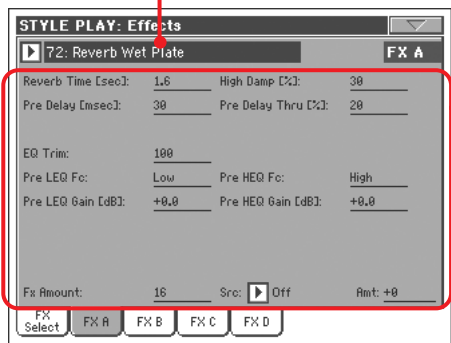 STYLE PLAY: Effects
72: Reverb Wet Plate FX A
Reverb Time [sec]: 1.6 High Damp [%]: 30
Pre Delay [msec]: 30 Pre Delay Thru [%]: 20
EQ Trim: 100
Pre LEQ Fc: Low Pre HEQ Fc: High
Pre LEQ Gain [dB]: +0.0 Pre HEQ Gain [dB]: +0.0
Fx Amount: 16 Src: Off Amt: +0
FX Select FX A FX B FX C FX D